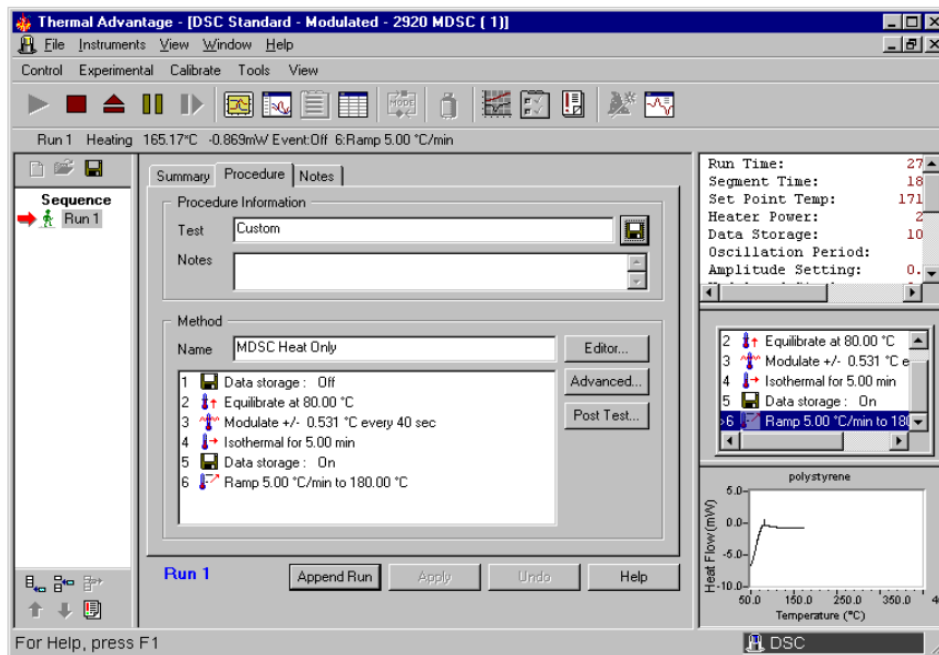 Thermal Advantage - [DSC Standard - Modulated - 2920 MDSC ( 1)]
File Instruments View Window Help
Control Experimental Calibrate Tools View
MODE
Run 1 Heating 165.17°C -0.869mW Event:Off 6:Ramp 5.00 °C/min
Sequence
Run 1
Summary Procedure Notes
Procedure Information
Test Custom
Notes
Method
Name MDSC Heat Only Editor...
1 Data storage : Off
2 Equilibrate at 80.00 °C
3 Modulate +/- 0.531 °C every 40 sec
4 Isothermal for 5.00 min
5 Data storage : On
6 Ramp 5.00 °C/min to 180.00 °C
Advanced...
Post Test...
Run 1 Append Run Apply Undo Help
Run Time: 27
Segment Time: 18
Set Point Temp: 171
Heater Power: 2
Data Storage: 10
Oscillation Period:
Amplitude Setting: 0.
2 Equilibrate at 80.00 °C
3 Modulate +/- 0.531 °C e
4 Isothermal for 5.00 min
5 Data storage : On
6 Ramp 5.00 °C/min to 180
polystyrene
Heat Flow (mW)
5.0
0.0
-5.0
-10.0
50.0 150.0 250.0 350.0
Temperature (°C)
For Help, press F1
DSC